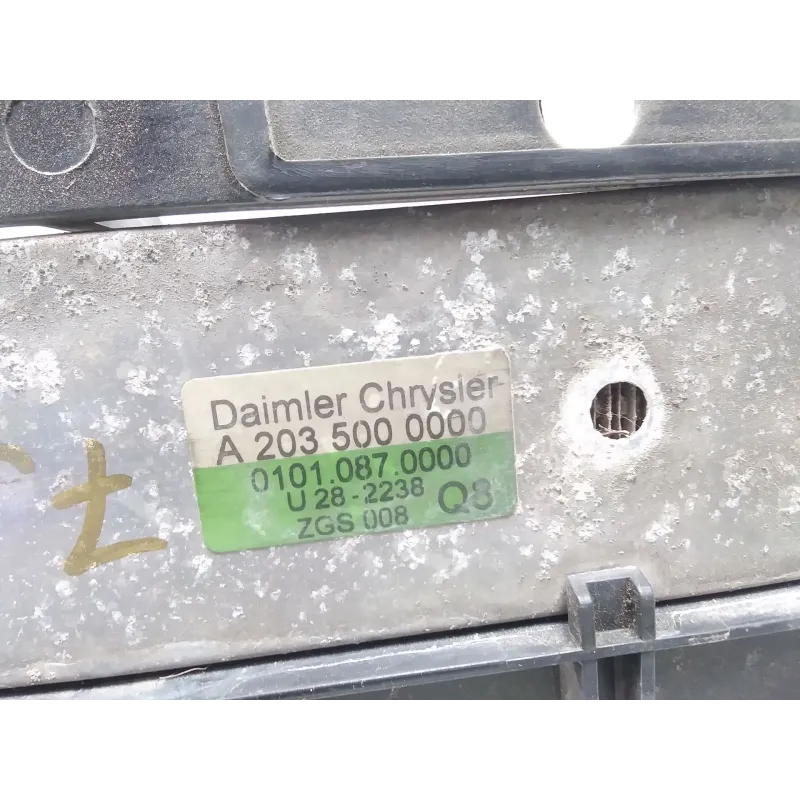 Daimler Chrysler
A 203 500 0000
0101.087.0000
U 28-2238 Q8
ZGS 008